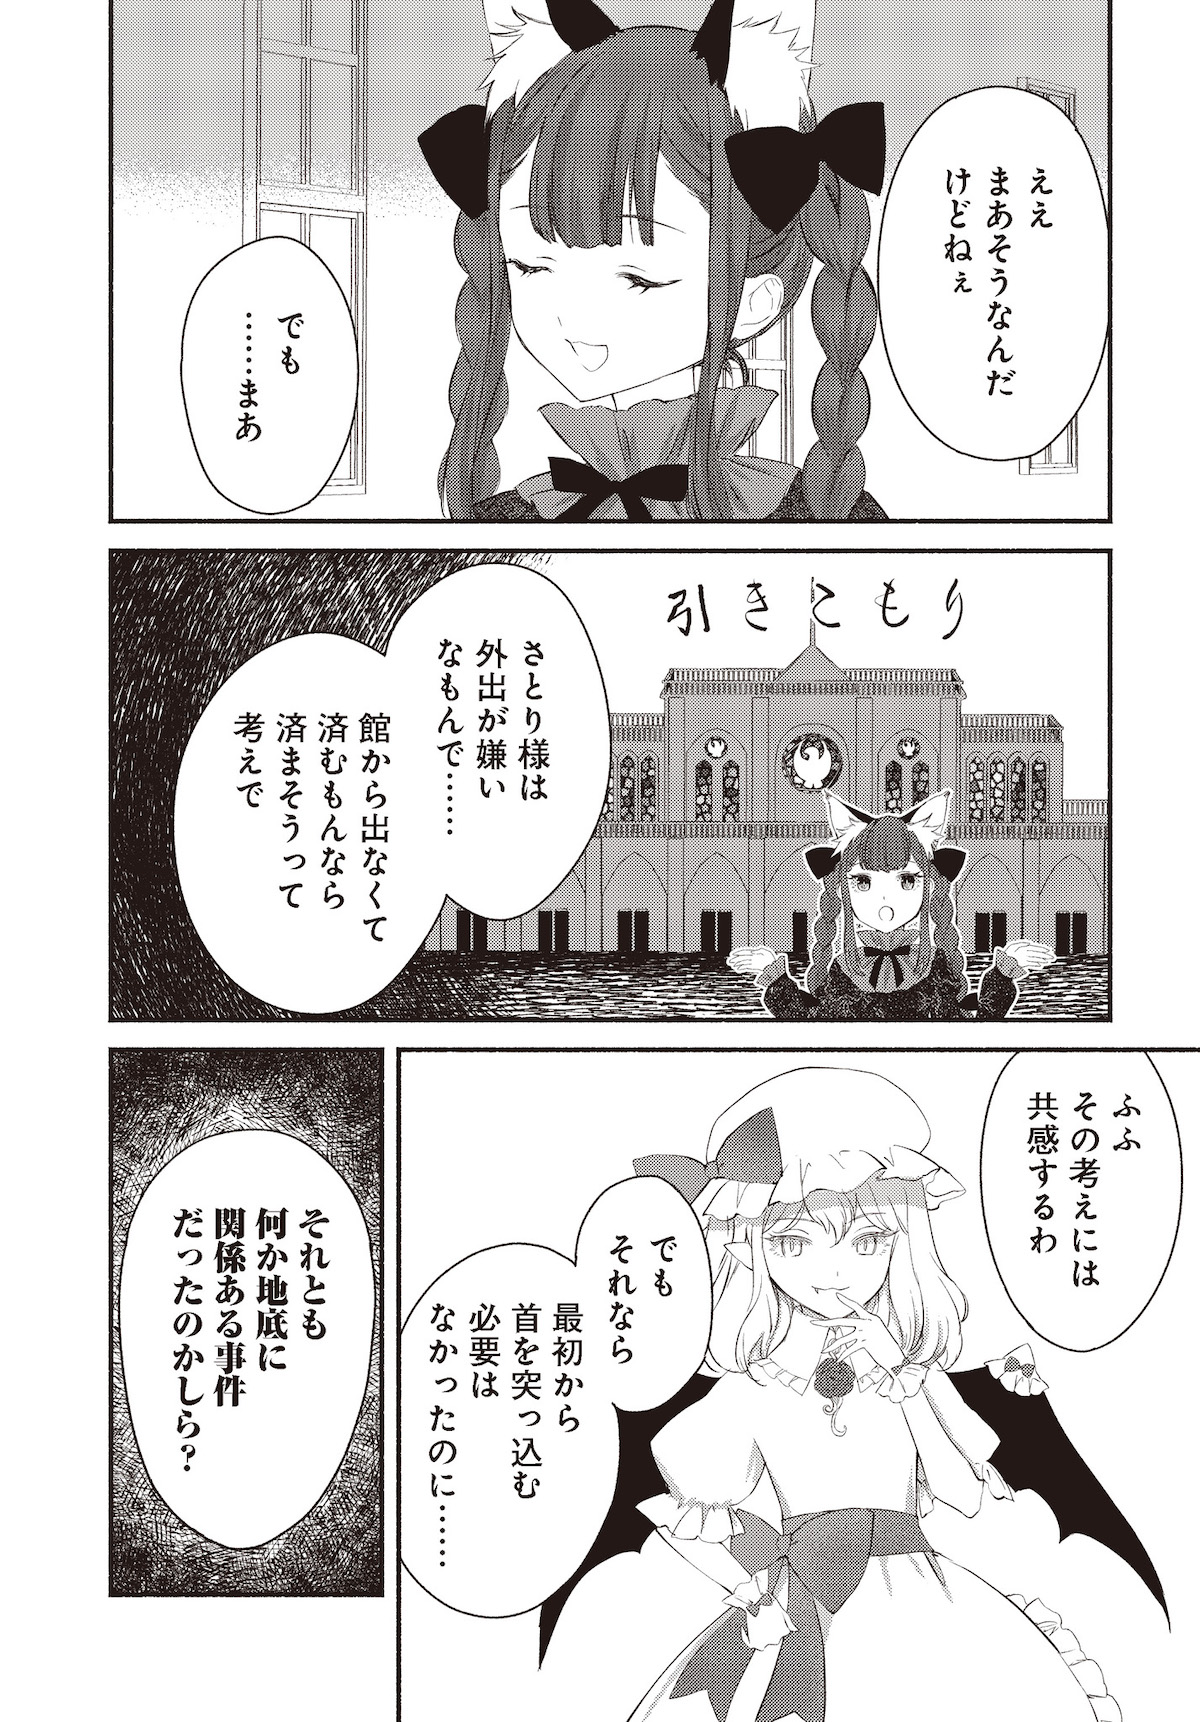 ええ
まあそうなんだ
けどねぇ
でも
……まあ
引きこもり
さとり様は
外出が嫌い
なもんで……
館から出なくて
済むもんなら
済まそうって
考えで
ふふ
その考えには
共感するわ
でも
それなら
最初から
首を突っ込む
必要は
なかったのに……
それとも
何か地底に
関係ある事件
だったのかしら？